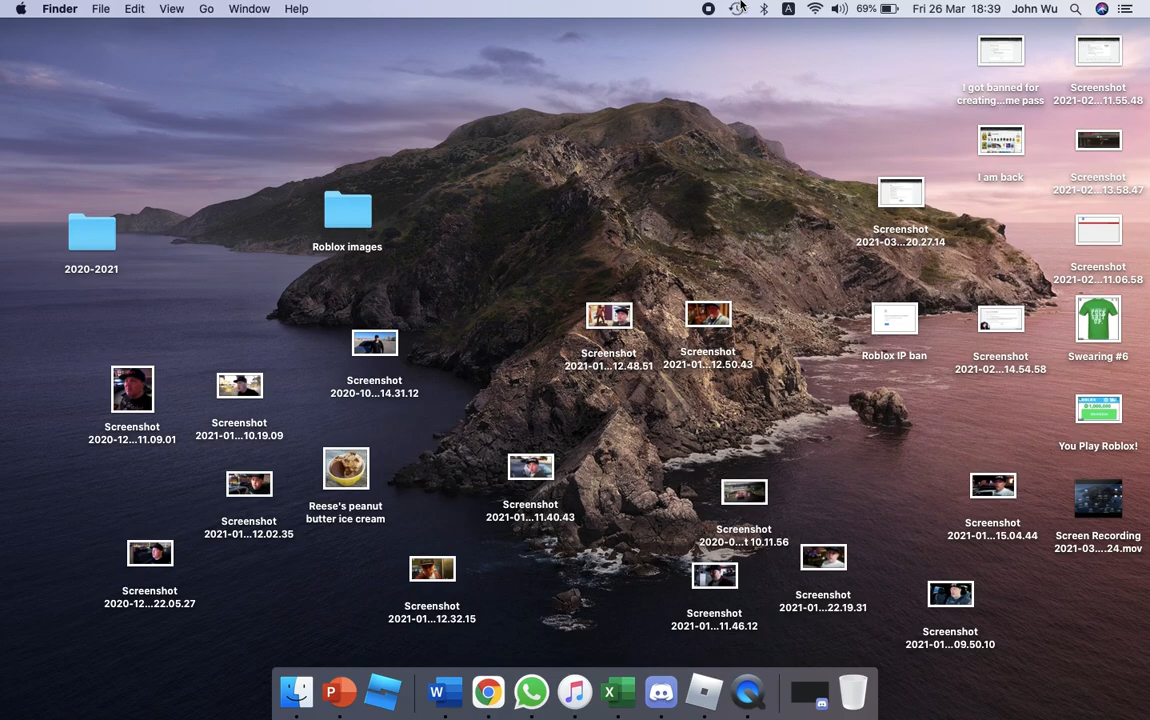 Finder File Edit View Go Window Help
A 69% Fri 26 Mar 18:39 John Wu
I got banned for
creating...me pass
Screenshot
2021-02...11.55.48
I am back
Screenshot
2021-02...13.58.47
Screenshot
2021-03...20.27.14
Roblox images
2020-2021
Screenshot
2021-02...11.06.58
Screenshot
2021-01...12.48.51
Screenshot
2021-01...12.50.43
Roblox IP ban
Screenshot
2021-02...14.54.58
Swearing #6
Screenshot
2020-10...14.31.12
Screenshot
2020-12...11.09.01
Screenshot
2021-01...10.19.09
You Play Roblox!
Reese's peanut
butter ice cream
Screenshot
2021-01...11.40.43
Screenshot
2021-01...12.02.35
Screenshot
2020-0...t 10.11.56
Screenshot
2021-01...15.04.44
Screen Recording
2021-03....24.mov
Screenshot
2020-12...22.05.27
Screenshot
2021-01...12.32.15
Screenshot
2021-01...11.46.12
Screenshot
2021-01...22.19.31
Screenshot
2021-01...09.50.10
P W X